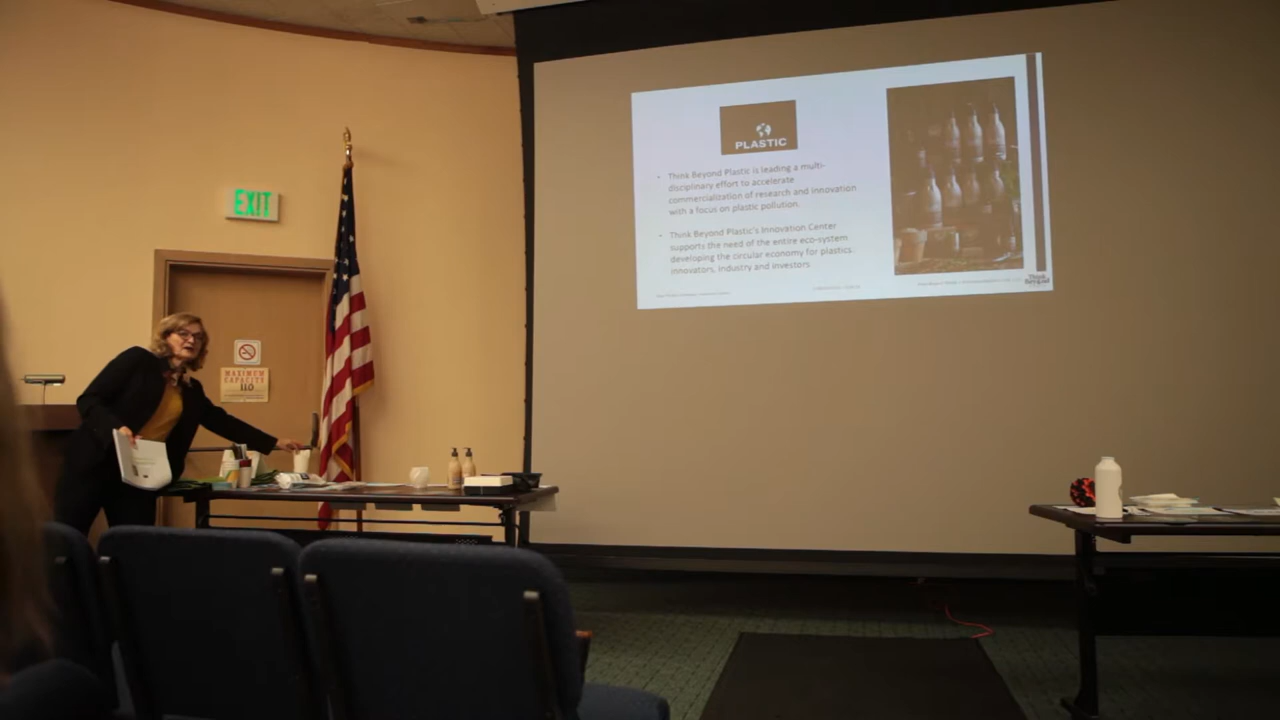 EXIT
MAXIMUM
CAPACITY
110
PLASTIC
• Think Beyond Plastic is leading a multi-
disciplinary effort to accelerate
commercialization of research and innovation
with a focus on plastic pollution.
• Think Beyond Plastic's Innovation Center
supports the need of the entire eco-system
developing the circular economy for plastics:
innovators, industry and investors
Think
Beyond